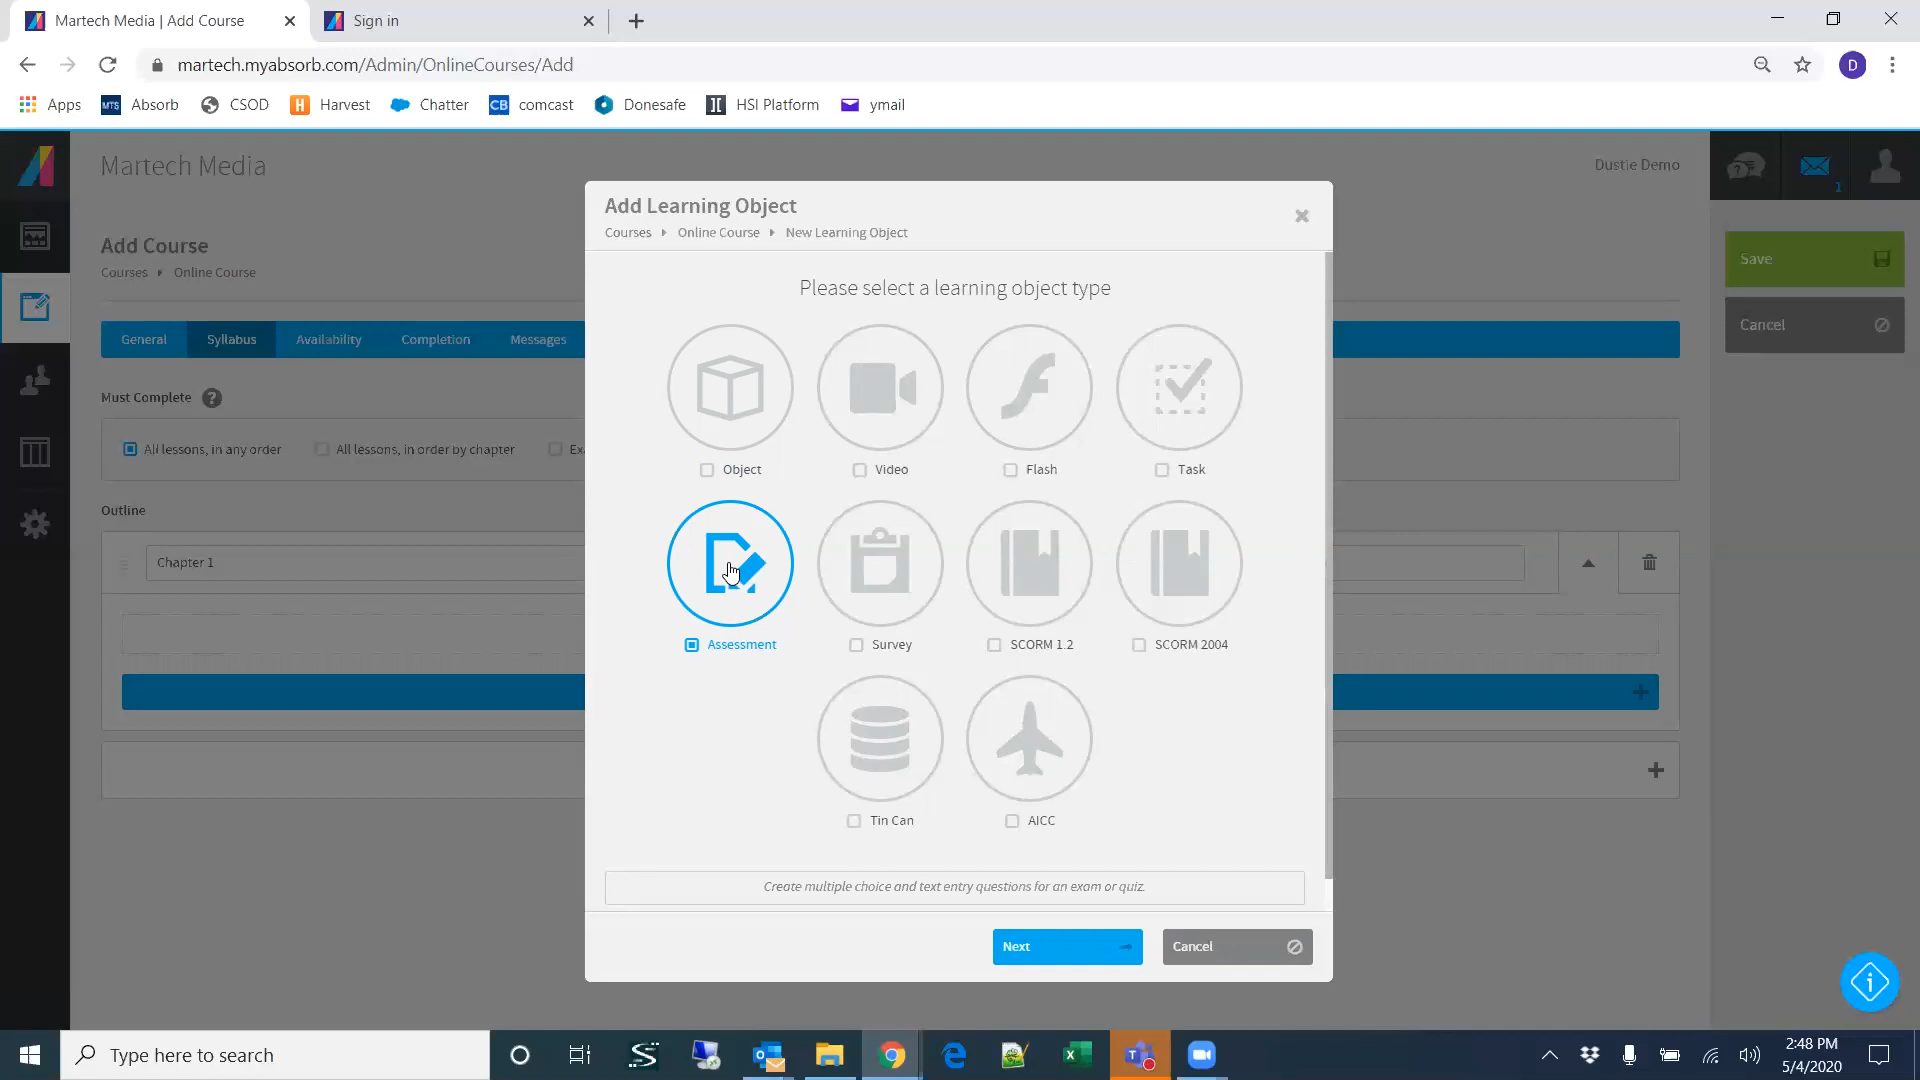 Martech Media | Add Course
Sign in
martech.myabsorb.com/Admin/OnlineCourses/Add
D
Apps
MTS Absorb
CSOD
H Harvest
Chatter
CB comcast
Donesafe
HSI Platform
ymail
Martech Media
Dustie Demo
1
Add Course
Courses Online Course
General Syllabus Availability Completion Messages
Must Complete ?
All lessons, in any order All lessons, in order by chapter
Outline
Chapter 1
Save
Cancel
Add Learning Object
Courses Online Course New Learning Object
Please select a learning object type
Object Video Flash Task
Assessment Survey SCORM 1.2 SCORM 2004
Tin Can AICC
Create multiple choice and text entry questions for an exam or quiz.
Next Cancel
Type here to search
2:48 PM
5/4/2020